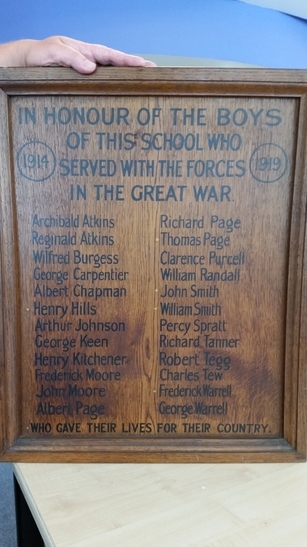 IN HONOUR OF THE BOYS
OF THIS SCHOOL WHO
1914 SERVED WITH THE FORCES 1919
IN THE GREAT WAR.
Archibald Atkins
Reginald Atkins
Wilfred Burgess
George Carpentier
Albert Chapman
Henry Hills
Arthur Johnson
George Keen
Henry Kitchener
Frederick Moore
John Moore
Albert Page
Richard Page
Thomas Page
Clarence Purcell
William Randall
John Smith
William Smith
Percy Spratt
Richard Tanner
Robert Tegg
Charles Tew
Frederick Warrell
George Warrell
WHO GAVE THEIR LIVES FOR THEIR COUNTRY.